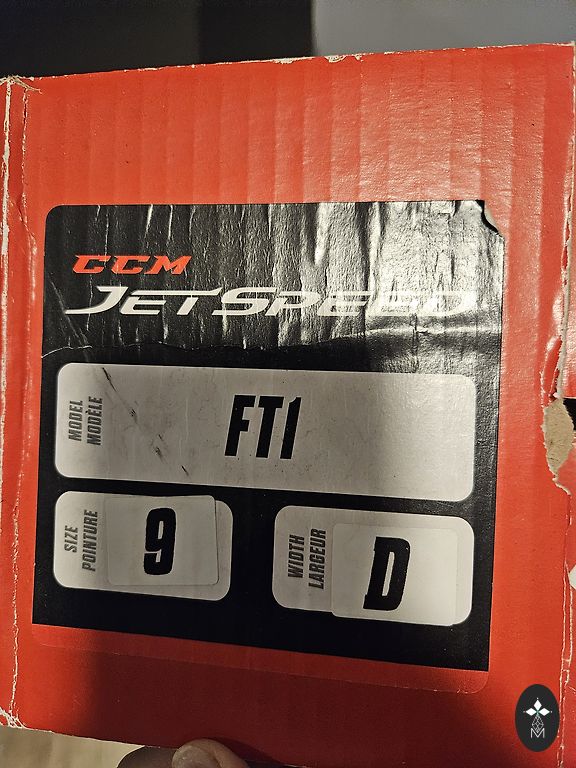 CCM
JETSPEED
MODEL
MODÈLE
FT1
SIZE
POINTURE
9
WIDTH
LARGEUR
D
M